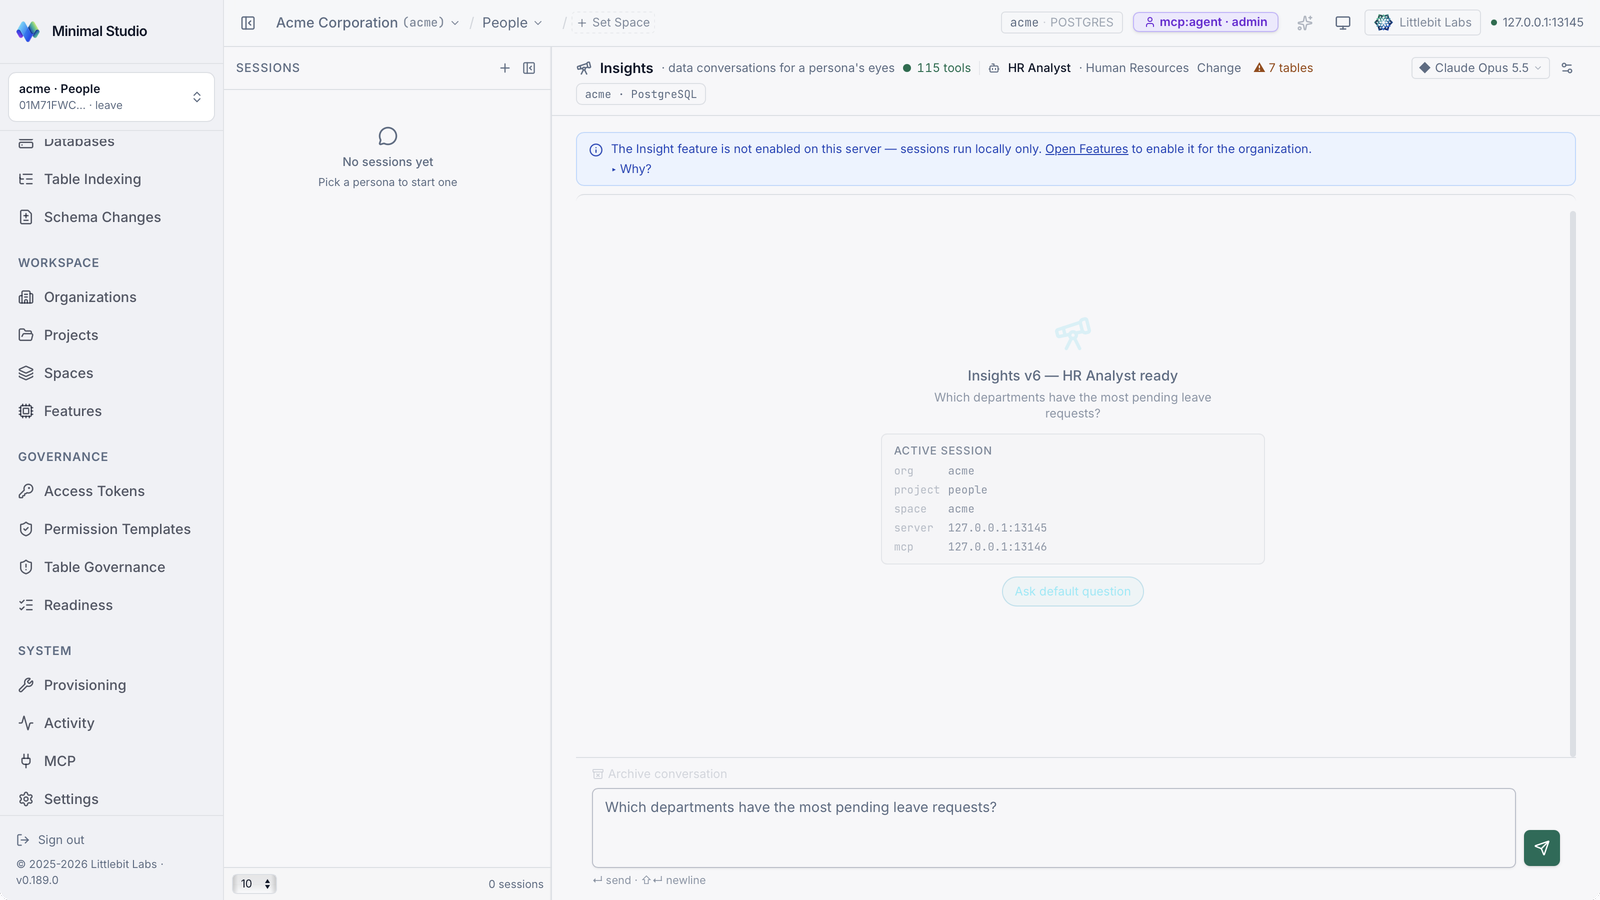 Minimal Studio
acme · People
01M71FWC... · leave
Databases
Table Indexing
Schema Changes
WORKSPACE
Organizations
Projects
Spaces
Features
GOVERNANCE
Access Tokens
Permission Templates
Table Governance
Readiness
SYSTEM
Provisioning
Activity
MCP
Settings
Sign out
© 2025-2026 Littlebit Labs ·
v0.189.0
Acme Corporation (acme) / People / + Set Space
acme · POSTGRES
mcp:agent · admin
Littlebit Labs
127.0.0.1:13145
SESSIONS
No sessions yet
Pick a persona to start one
10
0 sessions
Insights · data conversations for a persona's eyes 115 tools HR Analyst · Human Resources Change 7 tables
Claude Opus 5.5
acme · PostgreSQL
The Insight feature is not enabled on this server — sessions run locally only. Open Features to enable it for the organization.
Why?
Insights v6 — HR Analyst ready
Which departments have the most pending leave
requests?
ACTIVE SESSION
org acme
project people
space acme
server 127.0.0.1:13145
mcp 127.0.0.1:13146
Ask default question
Archive conversation
Which departments have the most pending leave requests?
↵ send · ⇧↵ newline